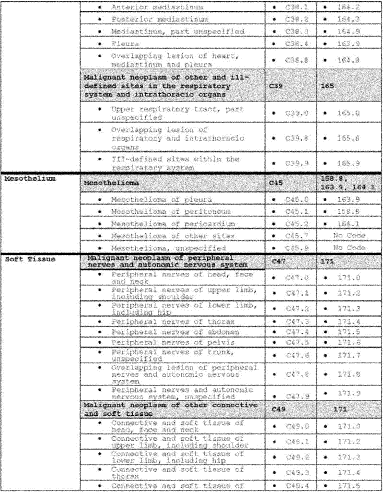 • Anterior mediastinum • C38.1 • 164.2
• Posterior mediastinum • C38.2 • 164.3
• Mediastinum, part unspecified • C38.3 • 164.9
• Pleura • C38.4 • 163.9
• Overlapping lesion of heart, mediastinum and pleura • C38.8 • 164.8
Malignant neoplasm of other and ill-
defined sites in the respiratory C39 165
system and intrathoracic organs
• Upper respiratory tract, part
unspecified • C39.0 • 165.0
• Overlapping lesion of
respiratory and intrathoracic • C39.8 • 165.8
organs
• Ill-defined sites within the
respiratory system • C39.9 • 165.9
Mesothelium Mesothelioma C45 158.8,
163.9, 164.1
• Mesothelioma of pleura • C45.0 • 163.9
• Mesothelioma of peritoneum • C45.1 • 158.8
• Mesothelioma of pericardium • C45.2 • 164.1
• Mesothelioma of other sites • C45.7 No Code
• Mesothelioma, unspecified • C45.9 No Code
Soft Tissue Malignant neoplasm of peripheral
nerves and autonomic nervous system C47 171
• Peripheral nerves of head, face
and neck • C47.0 • 171.0
• Peripheral nerves of upper limb,
including shoulder • C47.1 • 171.2
• Peripheral nerves of lower limb,
including hip • C47.2 • 171.3
• Peripheral nerves of thorax • C47.3 • 171.4
• Peripheral nerves of abdomen • C47.4 • 171.5
• Peripheral nerves of pelvis • C47.5 • 171.6
• Peripheral nerves of trunk,
unspecified • C47.6 • 171.7
• Overlapping lesion of peripheral
nerves and autonomic nervous • C47.8 • 171.8
system
• Peripheral nerves and autonomic
nervous system, unspecified • C47.9 • 171.9
Malignant neoplasm of other connective
and soft tissue C49 171
• Connective and soft tissue of
head, face and neck • C49.0 • 171.0
• Connective and soft tissue of
upper limb, including shoulder • C49.1 • 171.2
• Connective and soft tissue of
lower limb, including hip • C49.2 • 171.3
• Connective and soft tissue of
thorax • C49.3 • 171.4
• Connective and soft tissue of • C49.4 • 171.5